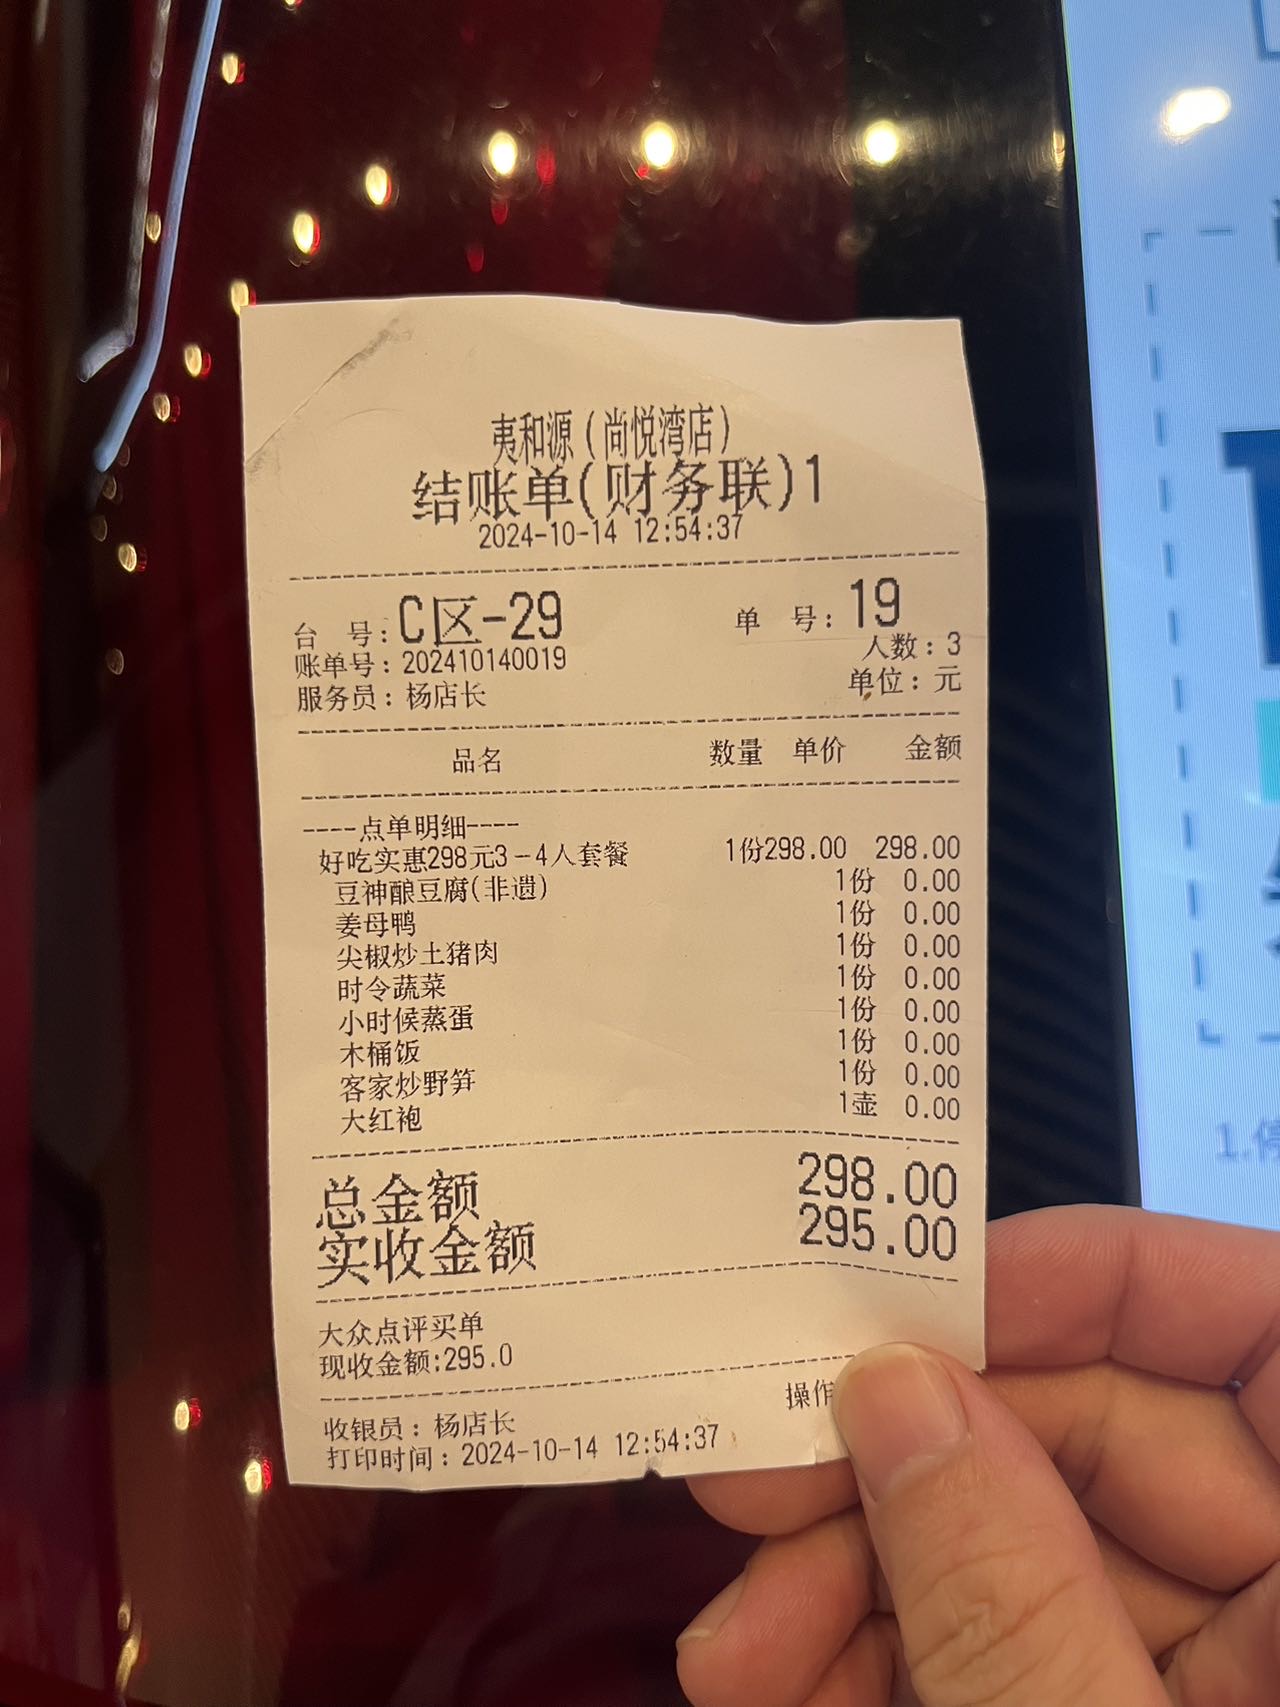 夷和源（尚悦湾店）
结账单(财务联)1
2024-10-14 12:54:37
台 号:C区-29 单 号:19
人数:3
账单号:202410140019
单位:元
服务员:杨店长
品名 数量 单价 金额
----点单明细----
好吃实惠298元3-4人套餐 1份298.00 298.00
豆神酿豆腐(非遗) 1份 0.00
姜母鸭 1份 0.00
尖椒炒土猪肉 1份 0.00
时令蔬菜 1份 0.00
小时候蒸蛋 1份 0.00
木桶饭 1份 0.00
客家炒野笋 1份 0.00
大红袍 1壶 0.00
总金额 298.00
实收金额 295.00
大众点评买单
现收金额:295.0
操作
收银员:杨店长
打印时间:2024-10-14 12:54:37